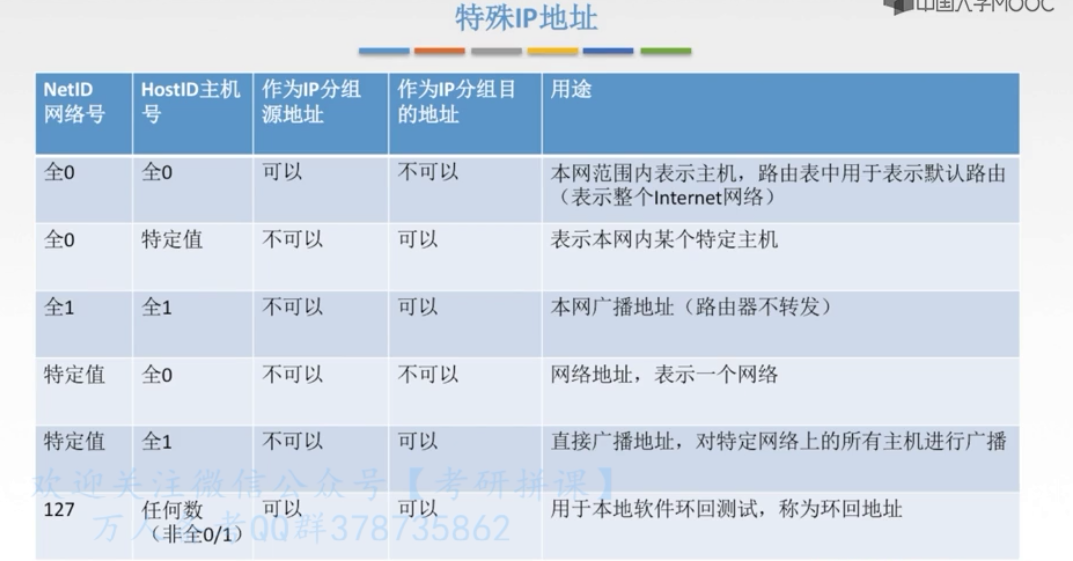 中国大学MOOC
特殊IP地址
NetID
网络号
HostID主机
号
作为IP分组
源地址
作为IP分组目
的地址
用途
全0
全0
可以
不可以
本网范围内表示主机，路由表中用于表示默认路由
（表示整个Internet网络）
全0
特定值
不可以
可以
表示本网内某个特定主机
全1
全1
不可以
可以
本网广播地址（路由器不转发）
特定值
全0
不可以
不可以
网络地址，表示一个网络
特定值
全1
不可以
可以
直接广播地址，对特定网络上的所有主机进行广播
欢迎关注微信公众号【考研拼课】
127
任何数
（非全0/1）
可以
可以
用于本地软件环回测试，称为环回地址
QQ群378735862